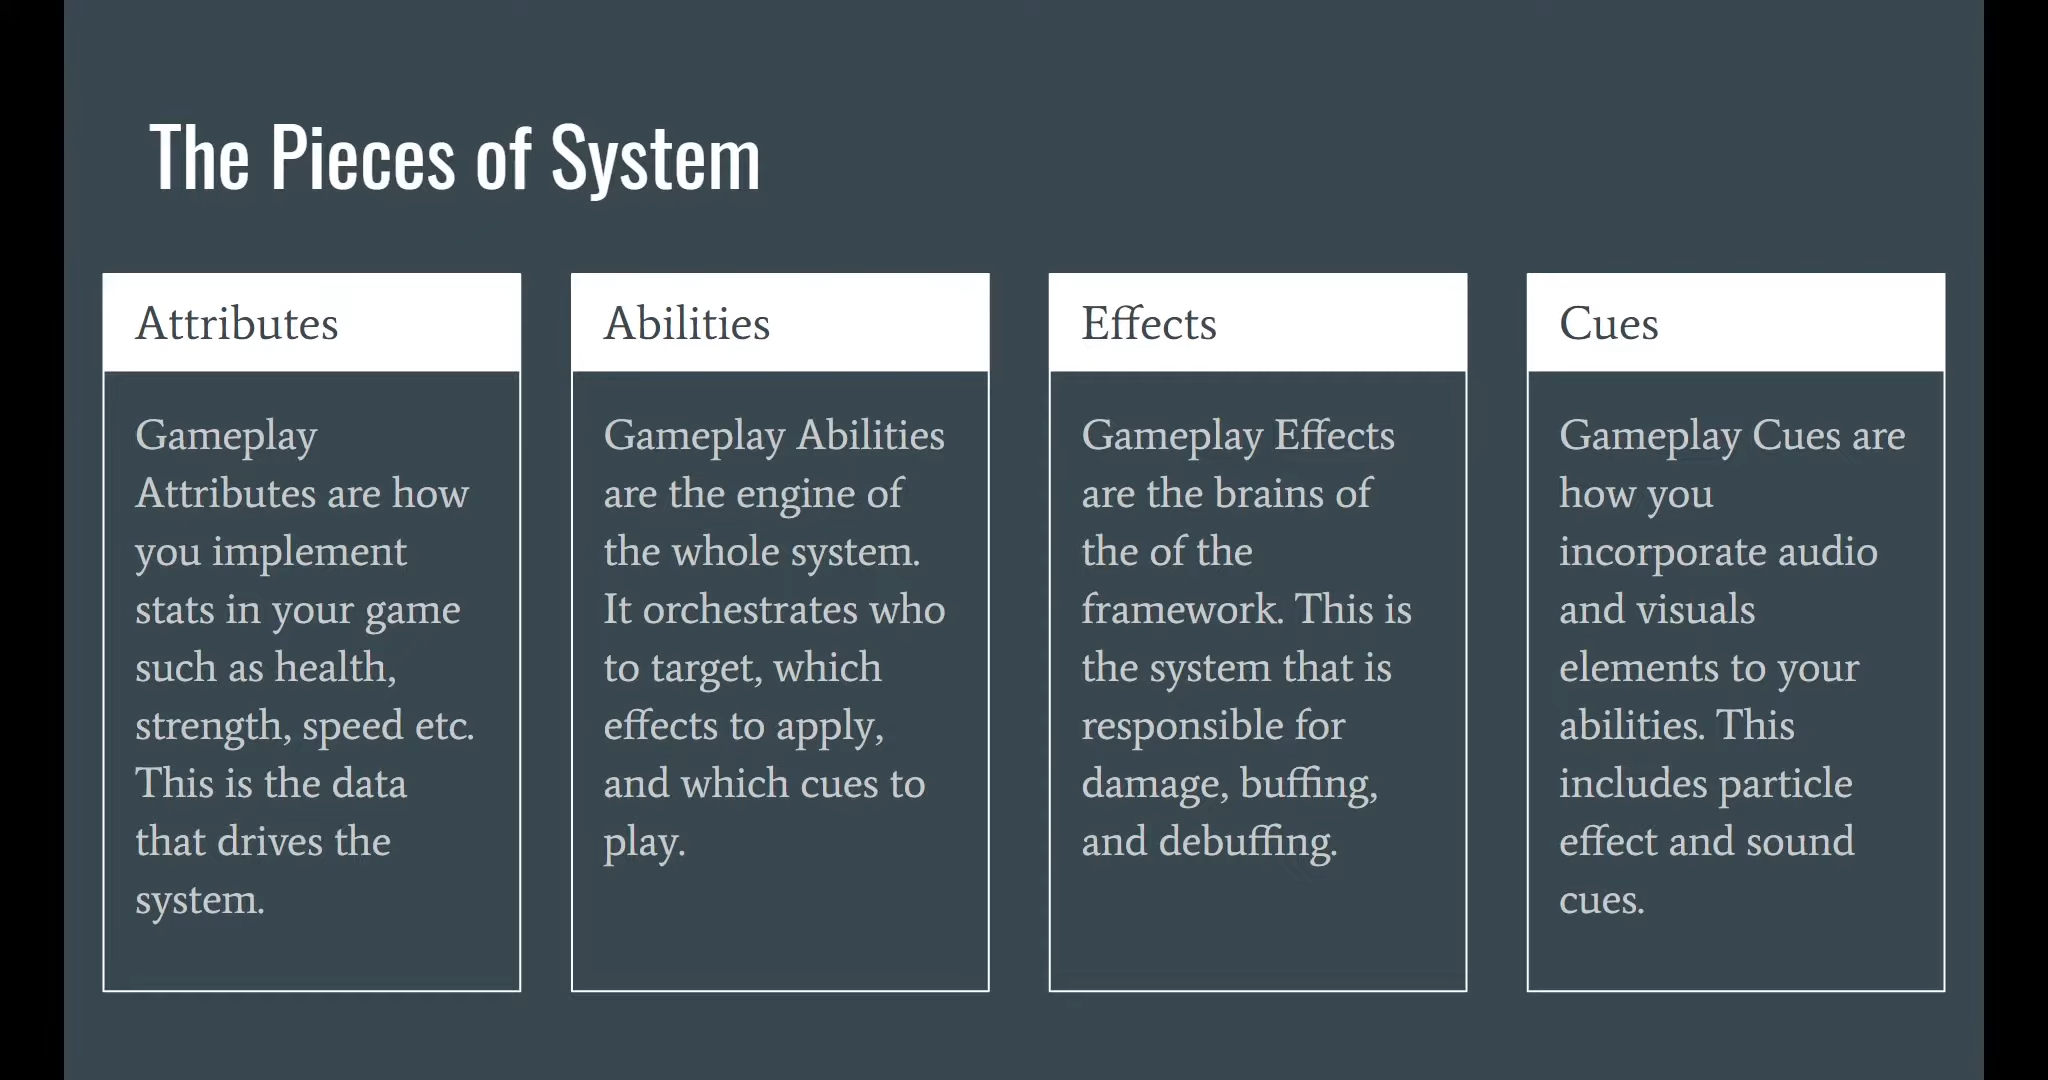 The Pieces of System
Attributes
Gameplay
Attributes are how
you implement
stats in your game
such as health,
strength, speed etc.
This is the data
that drives the
system.
Abilities
Gameplay Abilities
are the engine of
the whole system.
It orchestrates who
to target, which
effects to apply,
and which cues to
play.
Effects
Gameplay Effects
are the brains of
the of the
framework. This is
the system that is
responsible for
damage, buffing,
and debuffing.
Cues
Gameplay Cues are
how you
incorporate audio
and visuals
elements to your
abilities. This
includes particle
effect and sound
cues.